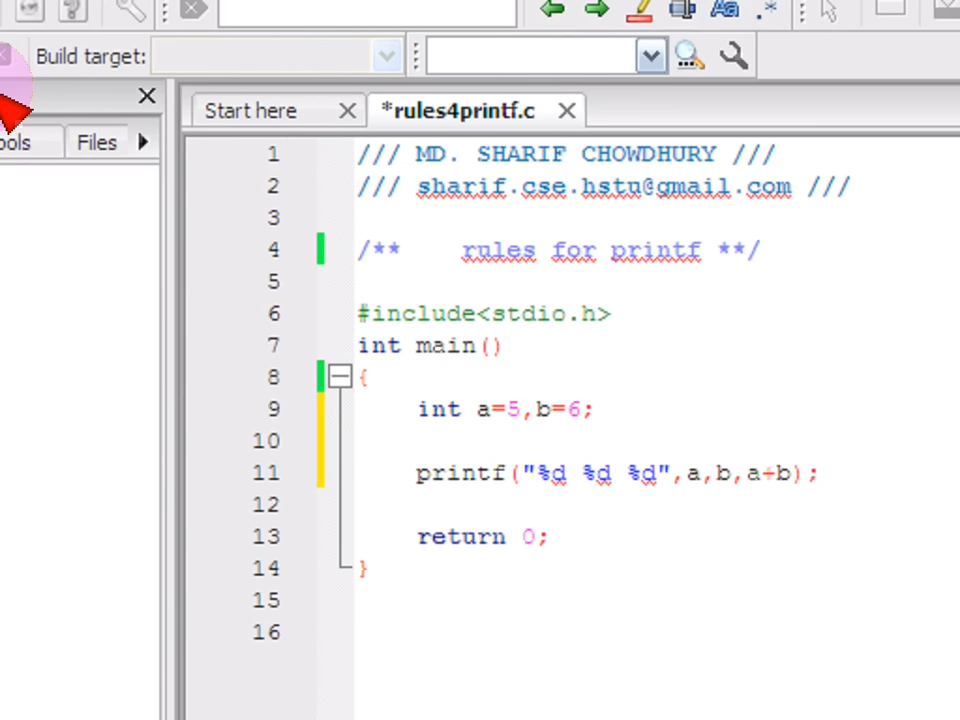 Build target:
ools Files
Start here *rules4printf.c
1 /// MD. SHARIF CHOWDHURY ///
2 /// sharif.cse.hstu@gmail.com ///
3
4 /** rules for printf **/
5
6 #include<stdio.h>
7 int main()
8 {
9 int a=5,b=6;
10
11 printf("%d %d %d",a,b,a+b);
12
13 return 0;
14 }
15
16